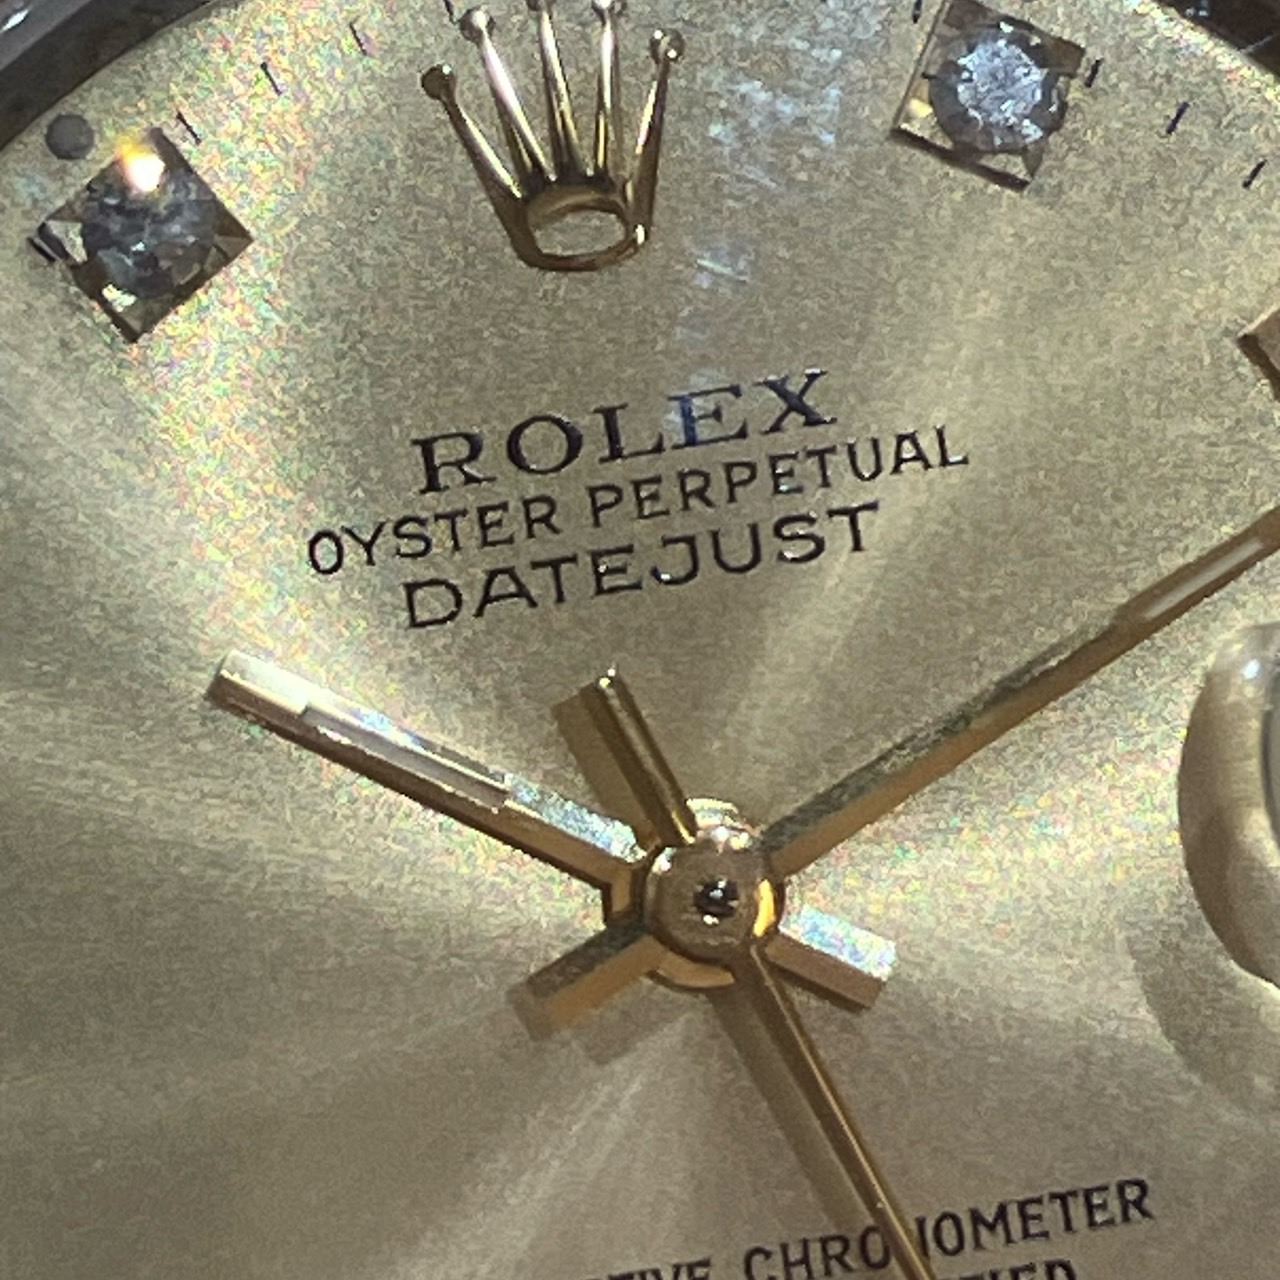 ROLEX
OYSTER PERPETUAL
DATEJUST
CHRONOMETER